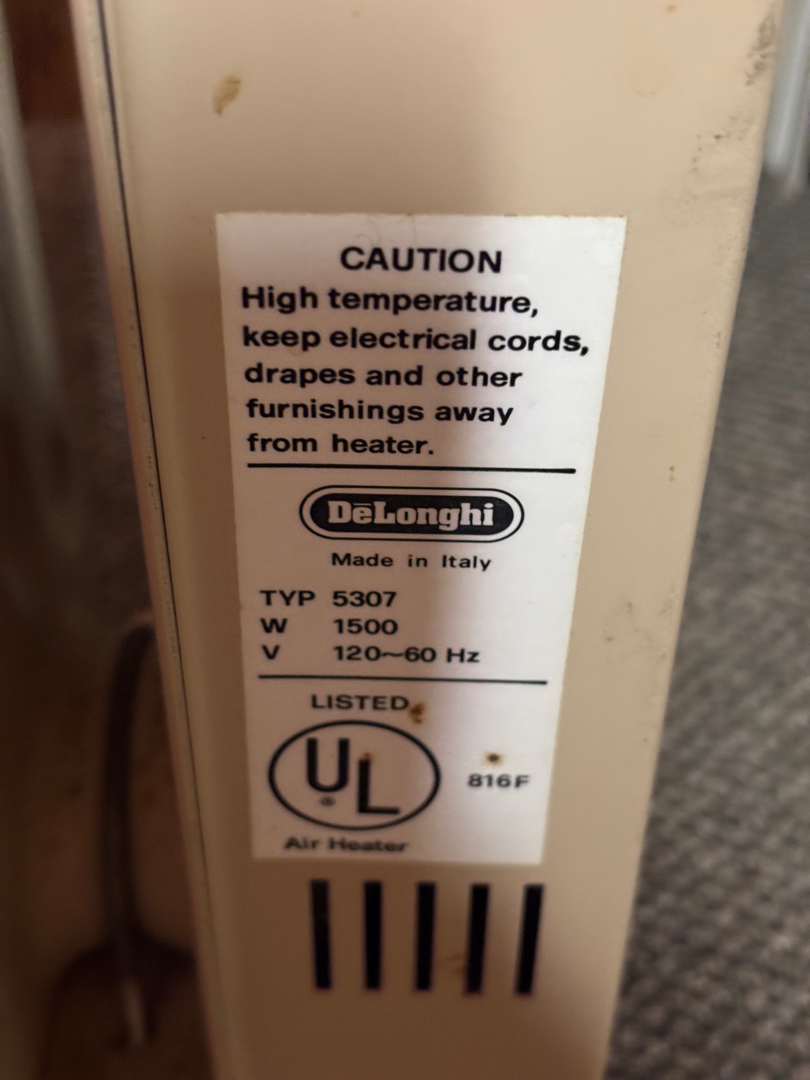 CAUTION
High temperature,
keep electrical cords,
drapes and other
furnishings away
from heater.
DēLonghi
Made in Italy
TYP 5307
W 1500
V 120~60 Hz
LISTED
UL
®
816F
Air Heater